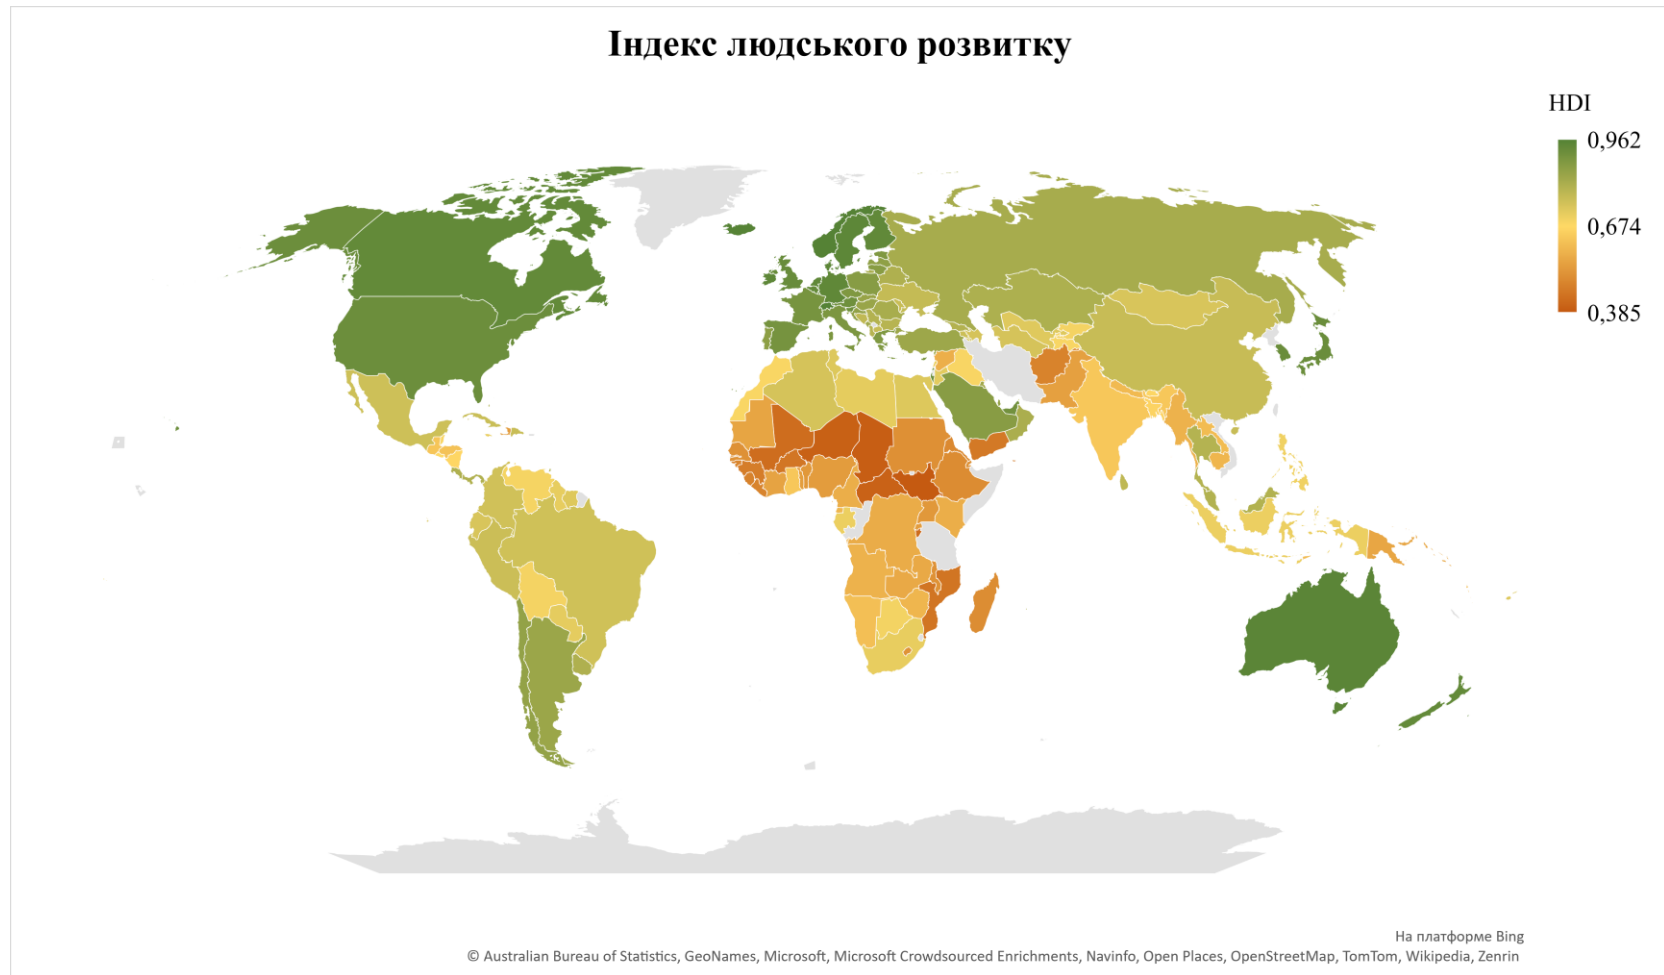 Індекс людського розвитку
HDI
0,962
0,674
0,385
На платформе Bing
© Australian Bureau of Statistics, GeoNames, Microsoft, Microsoft Crowdsourced Enrichments, Navinfo, Open Places, OpenStreetMap, TomTom, Wikipedia, Zenrin